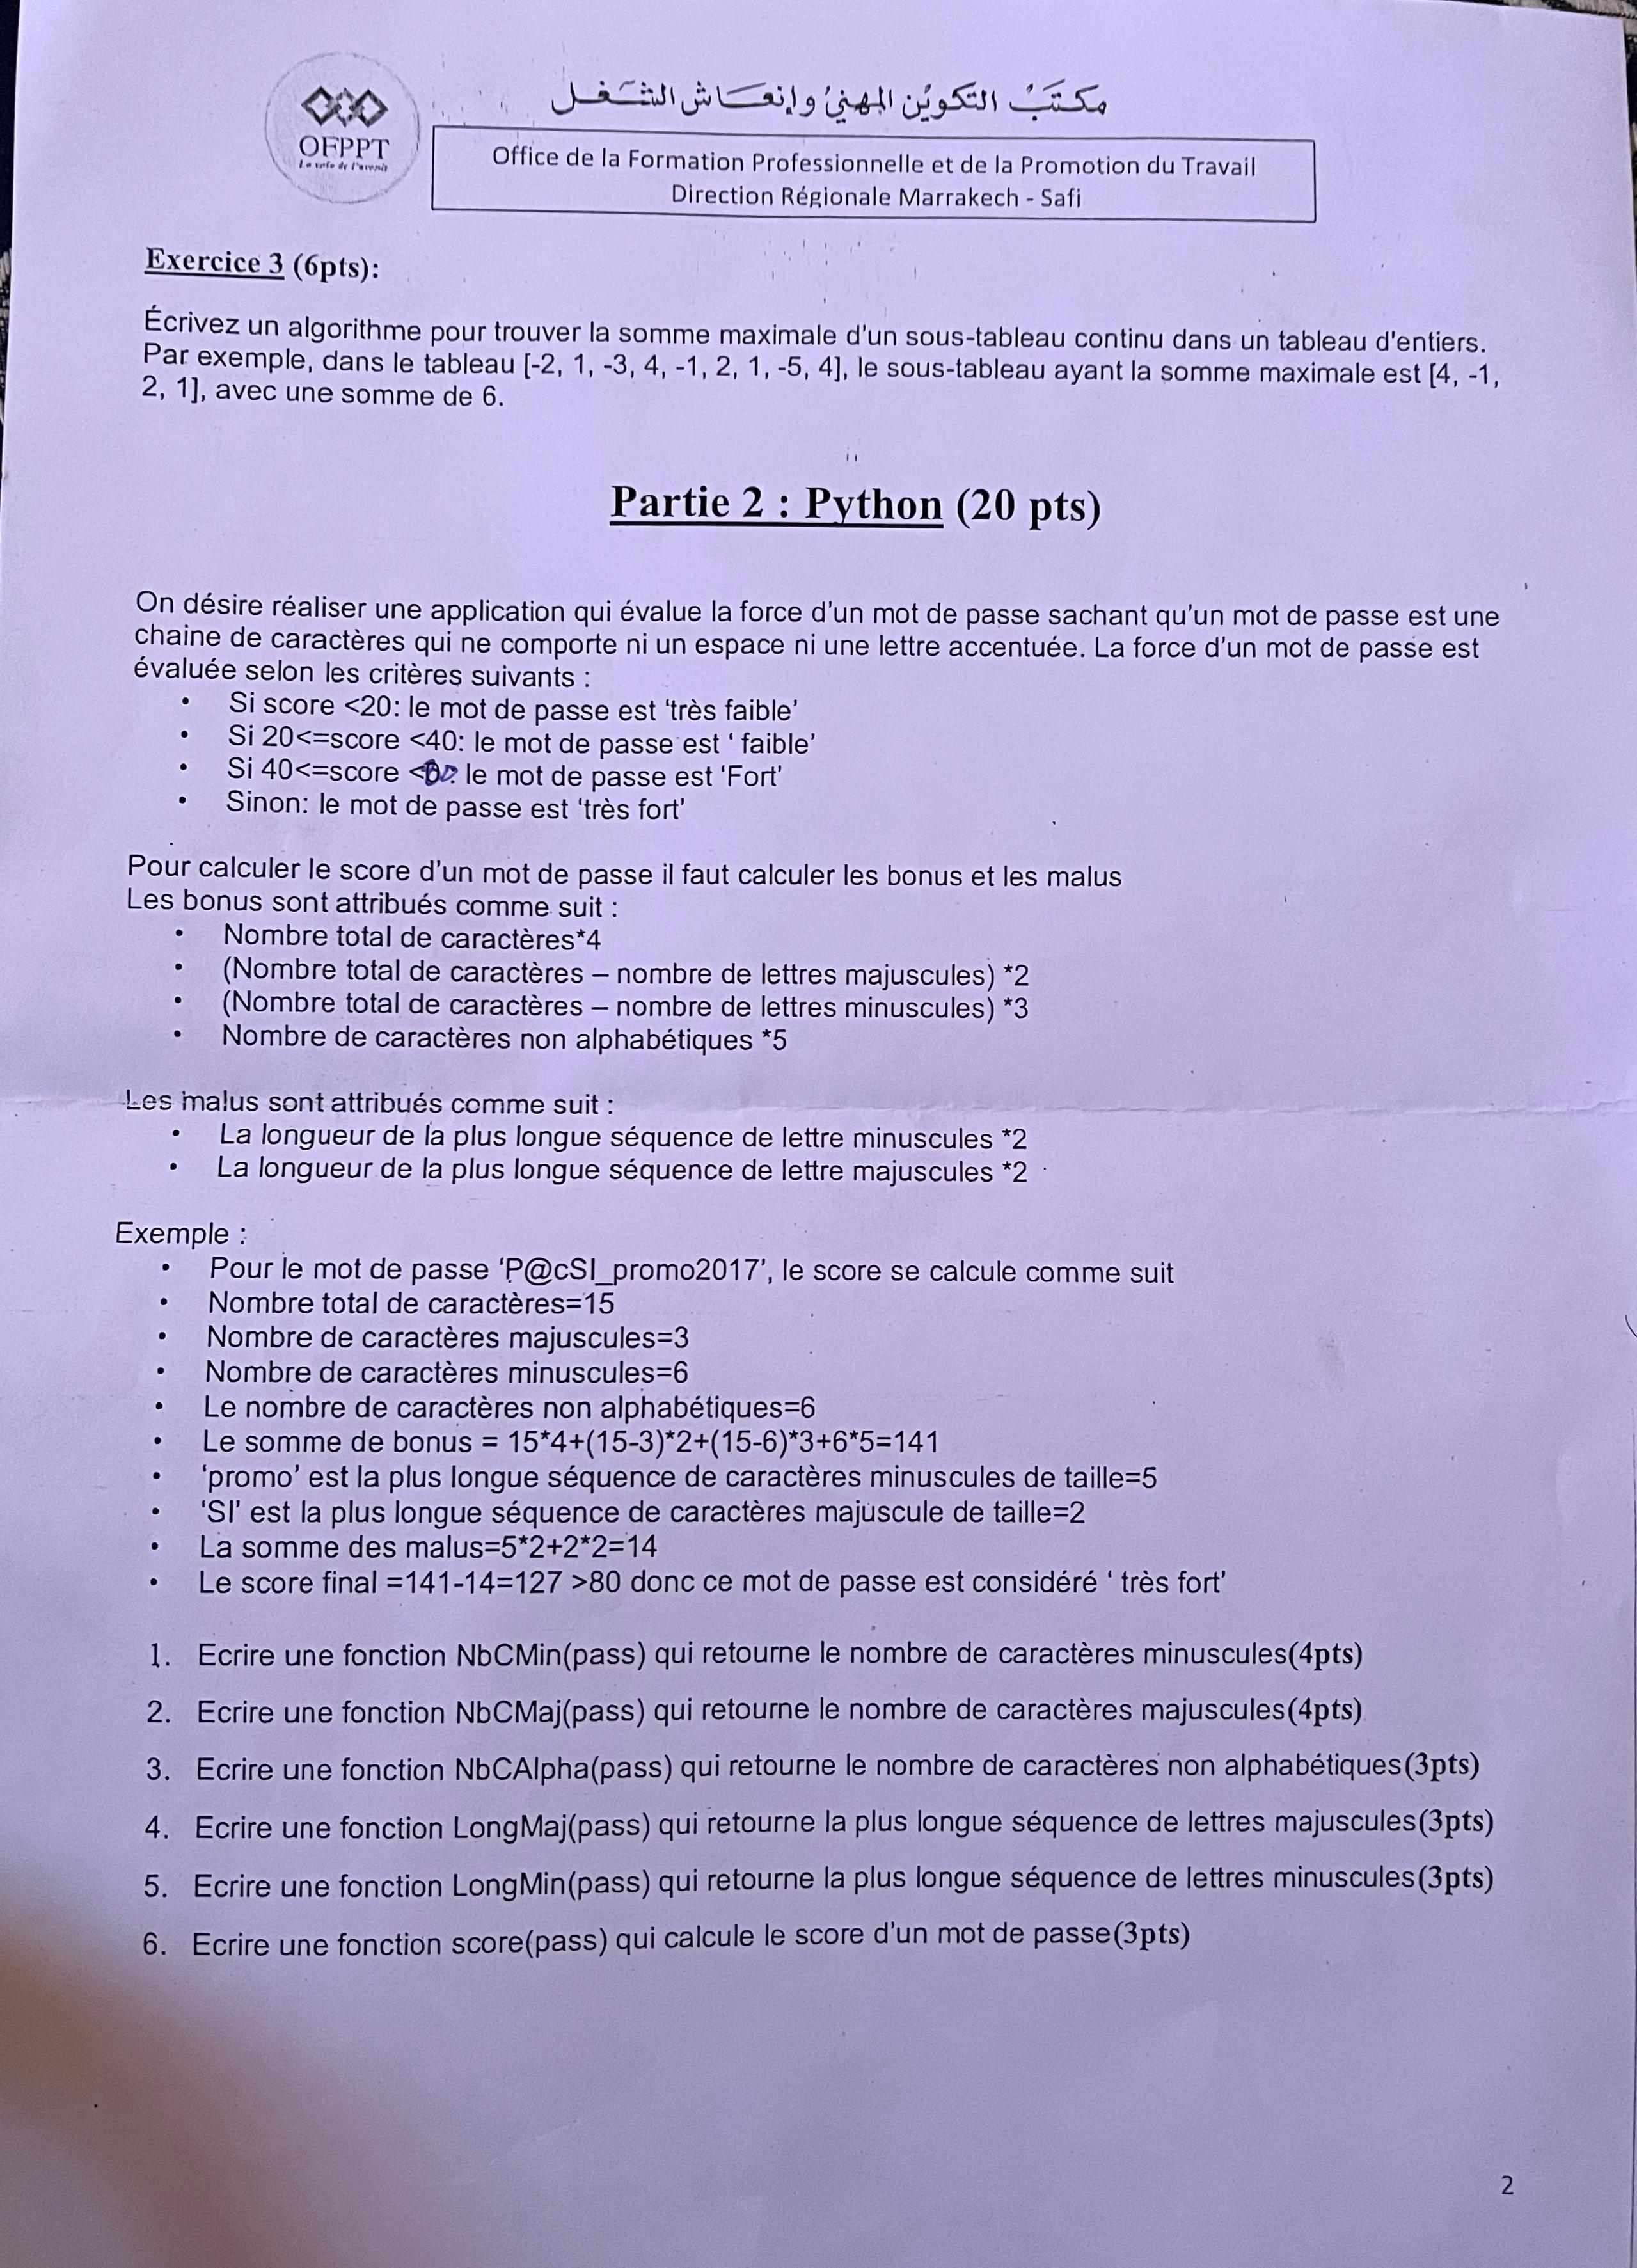 مكتب التكوين المهني وإنعاش الشغل
OFPPT
La voie de l'avenir
Office de la Formation Professionnelle et de la Promotion du Travail
Direction Régionale Marrakech - Safi
Exercice 3 (6pts):
Écrivez un algorithme pour trouver la somme maximale d'un sous-tableau continu dans un tableau d'entiers.
Par exemple, dans le tableau [-2, 1, -3, 4, -1, 2, 1, -5, 4], le sous-tableau ayant la somme maximale est [4, -1,
2, 1], avec une somme de 6.
Partie 2 : Python (20 pts)
On désire réaliser une application qui évalue la force d'un mot de passe sachant qu'un mot de passe est une
chaine de caractères qui ne comporte ni un espace ni une lettre accentuée. La force d'un mot de passe est
évaluée selon les critères suivants :
• Si score <20: le mot de passe est 'très faible'
• Si 20<=score <40: le mot de passe est ' faible'
• Si 40<=score < le mot de passe est 'Fort'
• Sinon: le mot de passe est 'très fort'
Pour calculer le score d'un mot de passe il faut calculer les bonus et les malus
Les bonus sont attribués comme suit :
• Nombre total de caractères*4
• (Nombre total de caractères – nombre de lettres majuscules) *2
• (Nombre total de caractères – nombre de lettres minuscules) *3
• Nombre de caractères non alphabétiques *5
Les malus sont attribués comme suit :
• La longueur de la plus longue séquence de lettre minuscules *2
• La longueur de la plus longue séquence de lettre majuscules *2
Exemple :
• Pour le mot de passe 'P@cSI_promo2017', le score se calcule comme suit
• Nombre total de caractères=15
• Nombre de caractères majuscules=3
• Nombre de caractères minuscules=6
• Le nombre de caractères non alphabétiques=6
• Le somme de bonus = 15*4+(15-3)*2+(15-6)*3+6*5=141
• 'promo' est la plus longue séquence de caractères minuscules de taille=5
• 'SI' est la plus longue séquence de caractères majuscule de taille=2
• La somme des malus=5*2+2*2=14
• Le score final =141-14=127 >80 donc ce mot de passe est considéré ' très fort'
1. Ecrire une fonction NbCMin(pass) qui retourne le nombre de caractères minuscules(4pts)
2. Ecrire une fonction NbCMaj(pass) qui retourne le nombre de caractères majuscules(4pts)
3. Ecrire une fonction NbCAlpha(pass) qui retourne le nombre de caractères non alphabétiques(3pts)
4. Ecrire une fonction LongMaj(pass) qui retourne la plus longue séquence de lettres majuscules(3pts)
5. Ecrire une fonction LongMin(pass) qui retourne la plus longue séquence de lettres minuscules(3pts)
6. Ecrire une fonction score(pass) qui calcule le score d'un mot de passe(3pts)
2